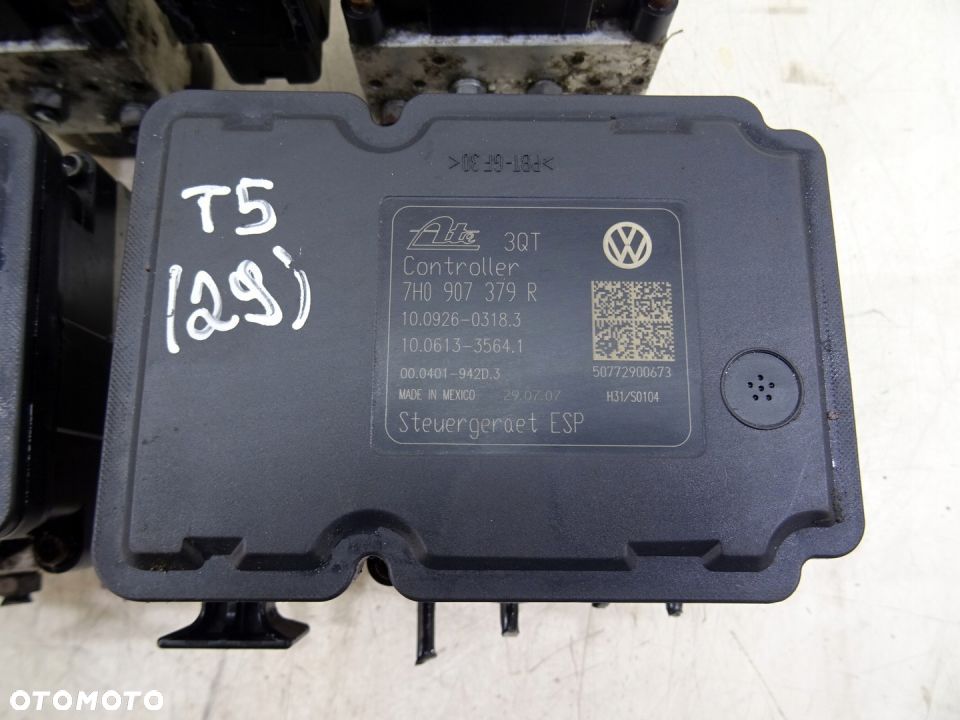 >PBT-GF30<
T5
(29)
Ate 3QT
Controller
7H0 907 379 R
10.0926-0318.3
10.0613-3564.1
00.0401-942D.3
50772900673
MADE IN MEXICO 29.07.07
H31/S0104
Steuergeraet ESP
OTOMOTO